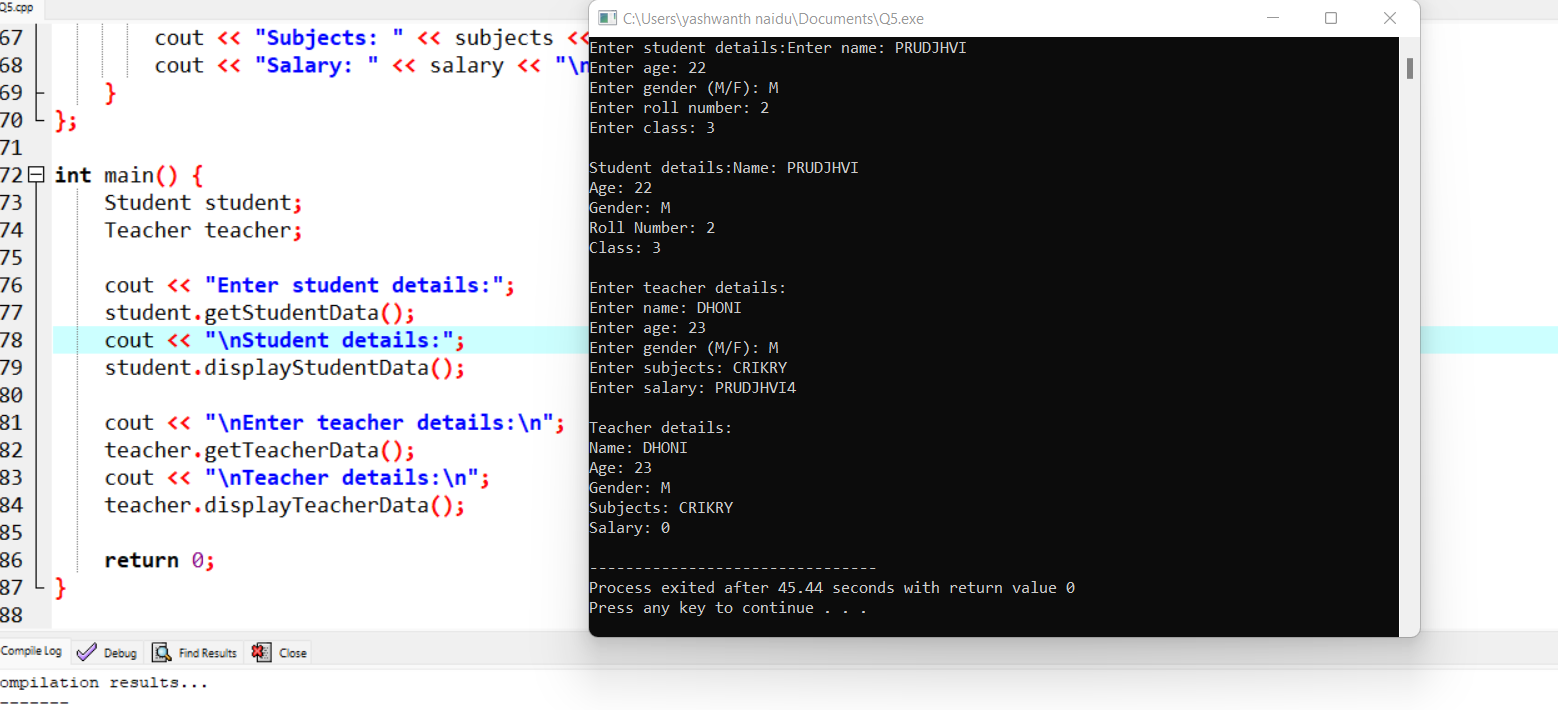 Q5.cpp
67 cout << "Subjects: " << subjects <<
68 cout << "Salary: " << salary << "\n
69 }
70 };
71
72 int main() {
73 Student student;
74 Teacher teacher;
75
76 cout << "Enter student details:";
77 student.getStudentData();
78 cout << "\nStudent details:";
79 student.displayStudentData();
80
81 cout << "\nEnter teacher details:\n";
82 teacher.getTeacherData();
83 cout << "\nTeacher details:\n";
84 teacher.displayTeacherData();
85
86 return 0;
87 }
88
Compile Log Debug Find Results Close
ompilation results...
-------
C:\Users\yashwanth naidu\Documents\Q5.exe
Enter student details:Enter name: PRUDJHVI
Enter age: 22
Enter gender (M/F): M
Enter roll number: 2
Enter class: 3
Student details:Name: PRUDJHVI
Age: 22
Gender: M
Roll Number: 2
Class: 3
Enter teacher details:
Enter name: DHONI
Enter age: 23
Enter gender (M/F): M
Enter subjects: CRIKRY
Enter salary: PRUDJHVI4
Teacher details:
Name: DHONI
Age: 23
Gender: M
Subjects: CRIKRY
Salary: 0
--------------------------------
Process exited after 45.44 seconds with return value 0
Press any key to continue . . .